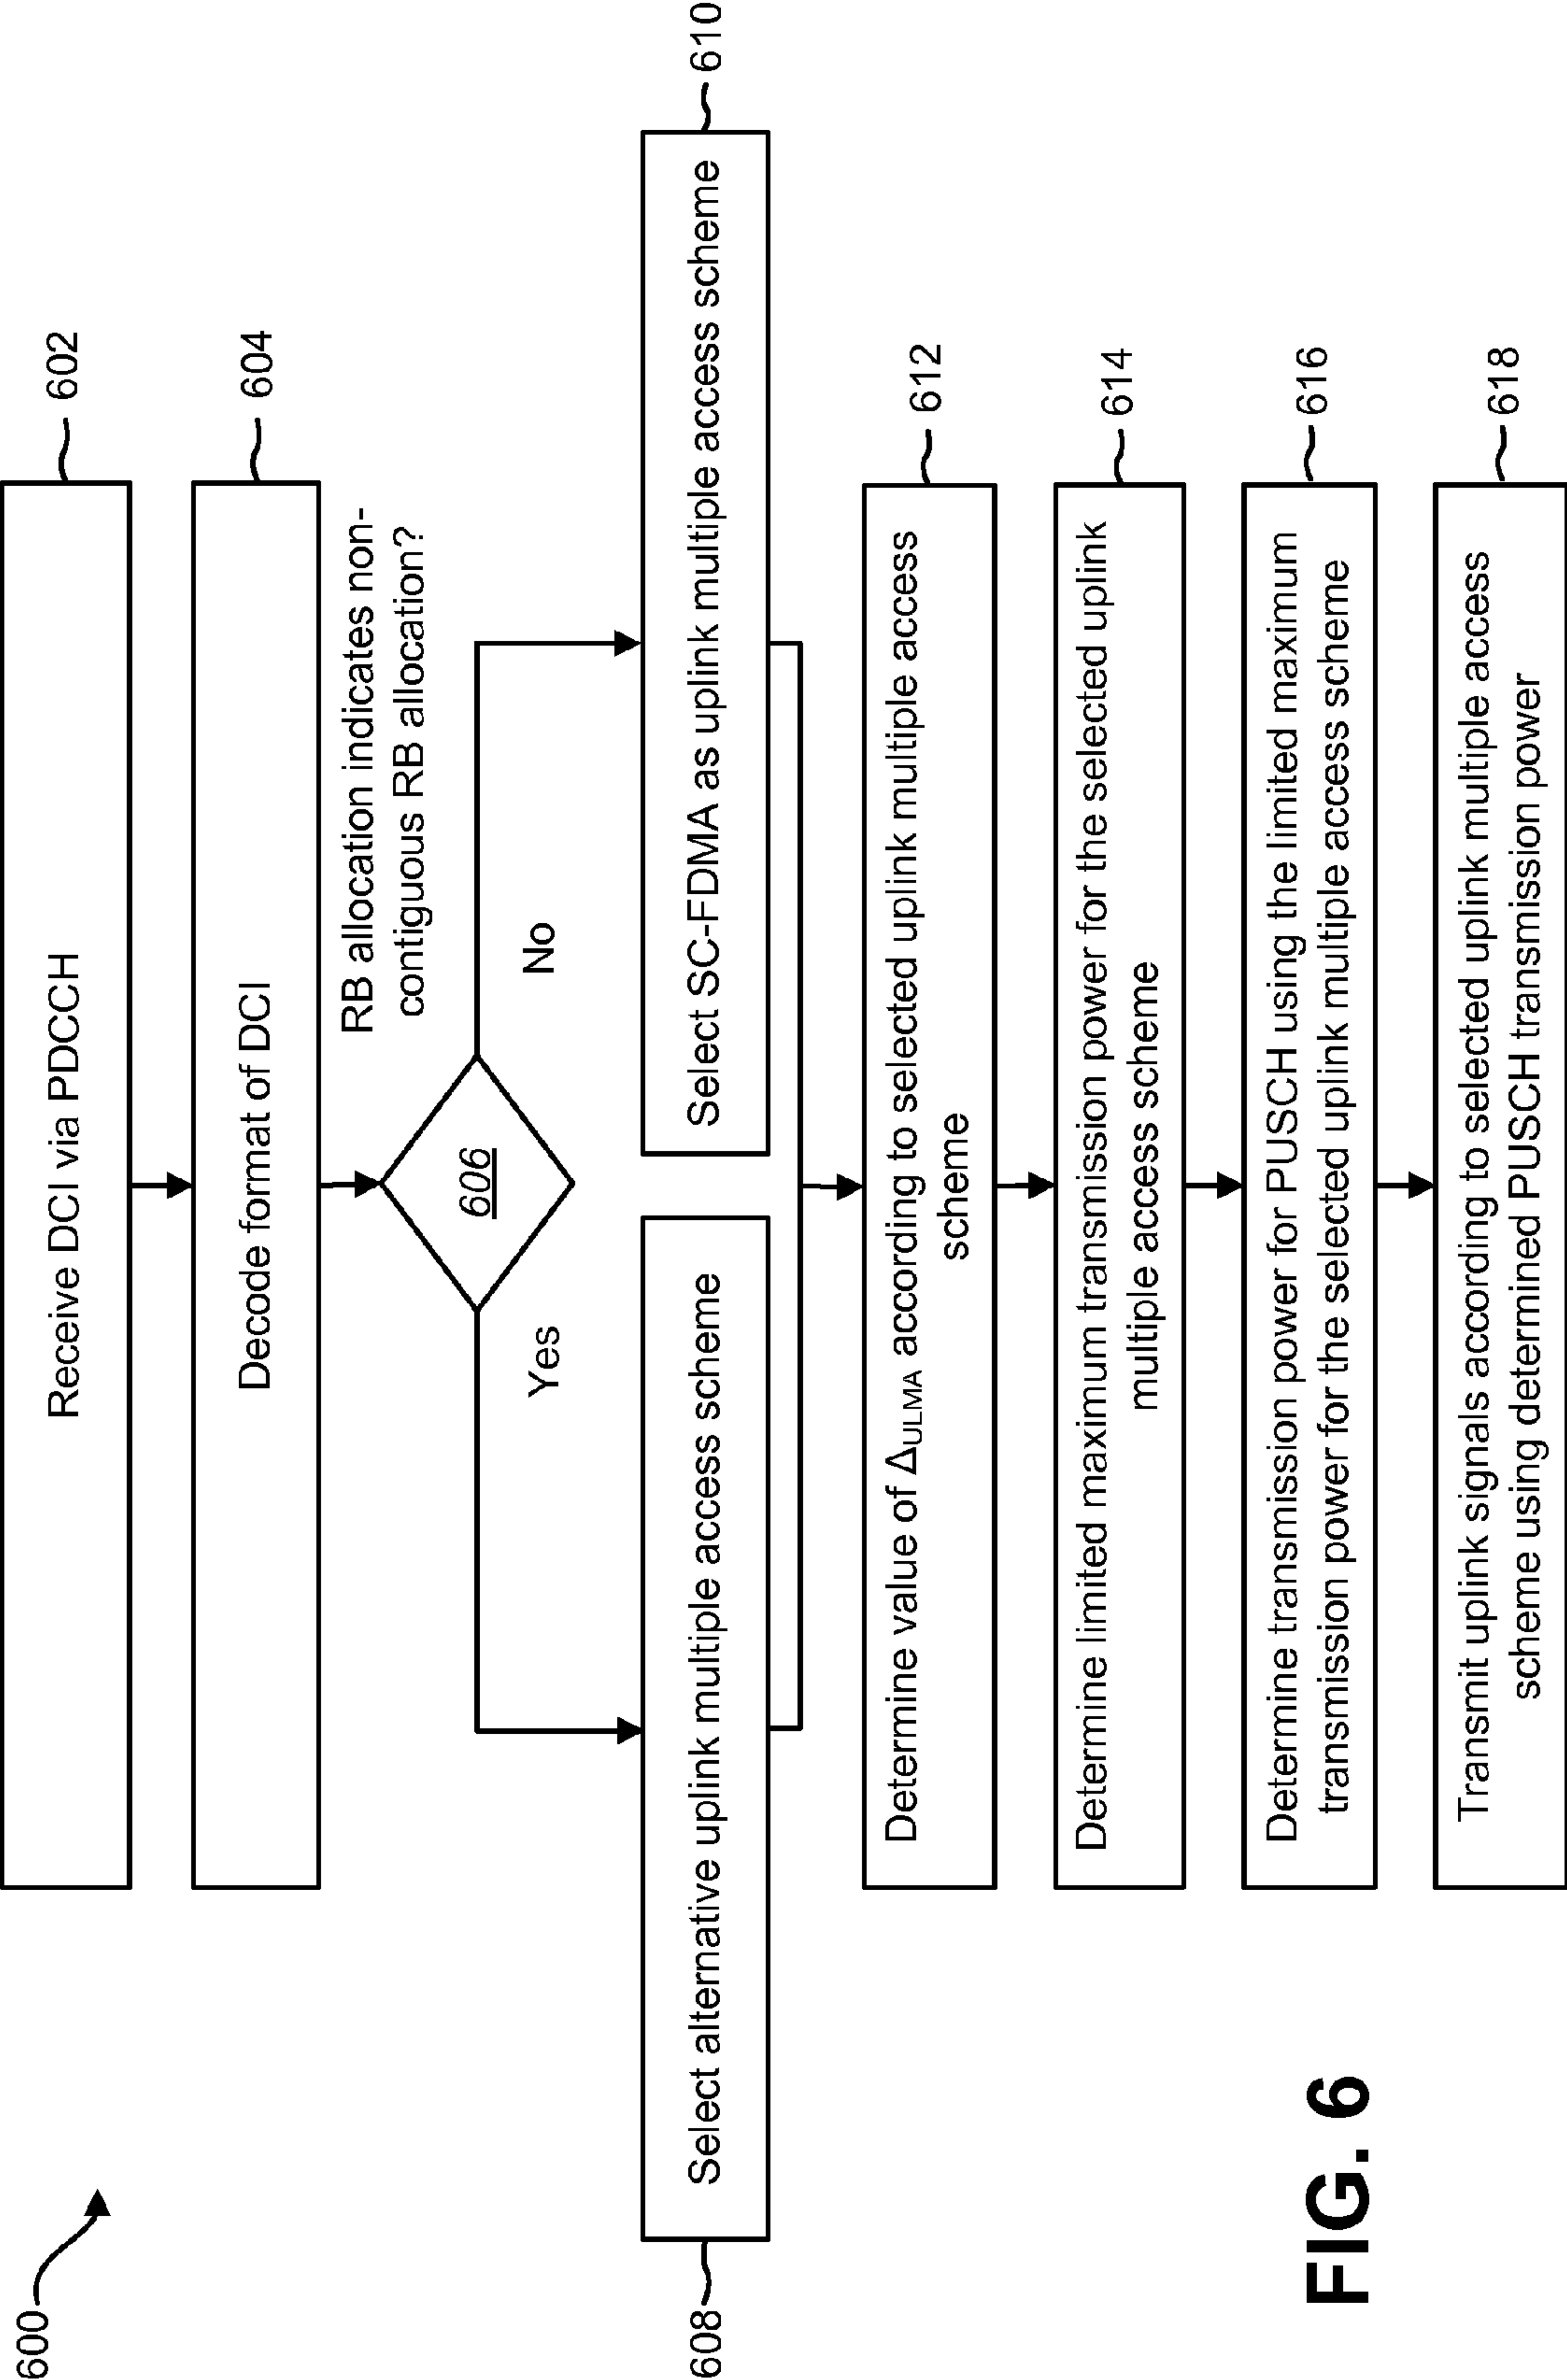 600
Receive DCI via PDCCH
602
Decode format of DCI
604
RB allocation indicates non-
contiguous RB allocation?
606
Yes
No
608
Select alternative uplink multiple access scheme
Select SC-FDMA as uplink multiple access scheme
610
Determine value of ΔULMA according to selected uplink multiple access
scheme
612
Determine limited maximum transmission power for the selected uplink
multiple access scheme
614
Determine transmission power for PUSCH using the limited maximum
transmission power for the selected uplink multiple access scheme
616
Transmit uplink signals according to selected uplink multiple access
scheme using determined PUSCH transmission power
618
FIG. 6